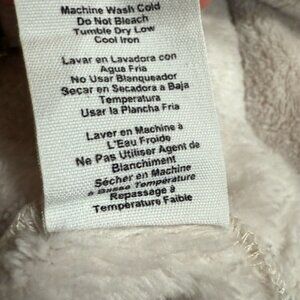 Machine Wash Cold
Do Not Bleach
Tumble Dry Low
Cool Iron
Lavar en Lavadora con
Agua Fria
No Usar Blanqueador
Secar en Secadora a Baja
Temperatura
Usar la Plancha Fria
Laver en Machine à
L'Eau Froide
Ne Pas Utiliser Agent de
Blanchiment
Sécher en Machine
a Basse Température
Repassage à
Température Faible